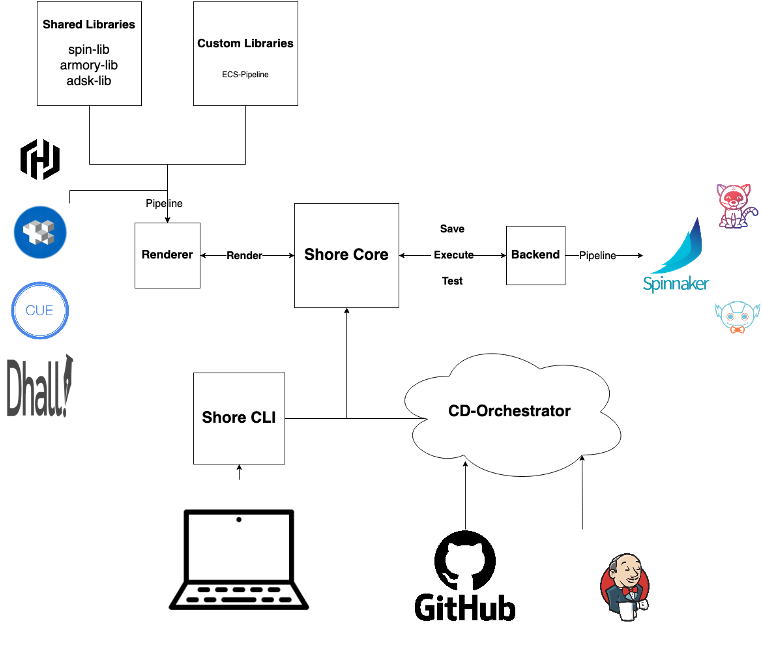 Shared Libraries
spin-lib
armory-lib
adsk-lib
Custom Libraries
ECS-Pipeline
Pipeline
Renderer
Render
Shore Core
Save
Execute
Test
Backend
Pipeline
Spinnaker
CUE
Dhall!
Shore CLI
CD-Orchestrator
GitHub